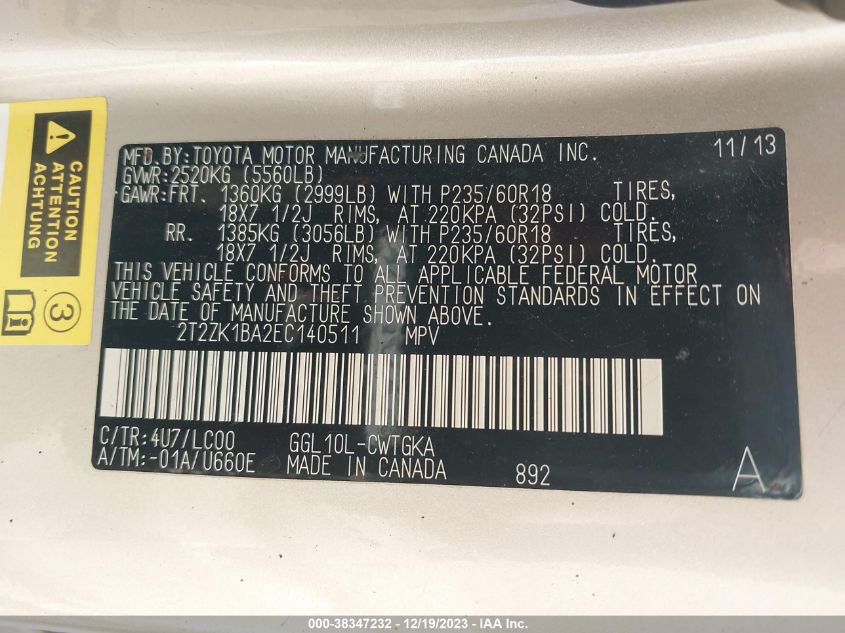 CAUTION
ATTENTION
3
MFD.BY:TOYOTA MOTOR MANUFACTURING CANADA INC. 11/13
GVWR:2520KG (5560LB)
GAWR:FRT. 1360KG (2999LB) WITH P235/60R18 TIRES,
18X7 1/2J RIMS, AT 220KPA (32PSI) COLD.
RR. 1385KG (3056LB) WITH P235/60R18 TIRES,
18X7 1/2J RIMS, AT 220KPA (32PSI) COLD.
THIS VEHICLE CONFORMS TO ALL APPLICABLE FEDERAL MOTOR
VEHICLE SAFETY AND THEFT PREVENTION STANDARDS IN EFFECT ON
THE DATE OF MANUFACTURE SHOWN ABOVE.
2T2ZK1BA2EC140511 MPV
C/TR:4U7/LC00 GGL10L-CWTGKA
A/TM:-01A/U660E MADE IN CANADA 892 A
000-38347232 - 12/19/2023 - IAA Inc.